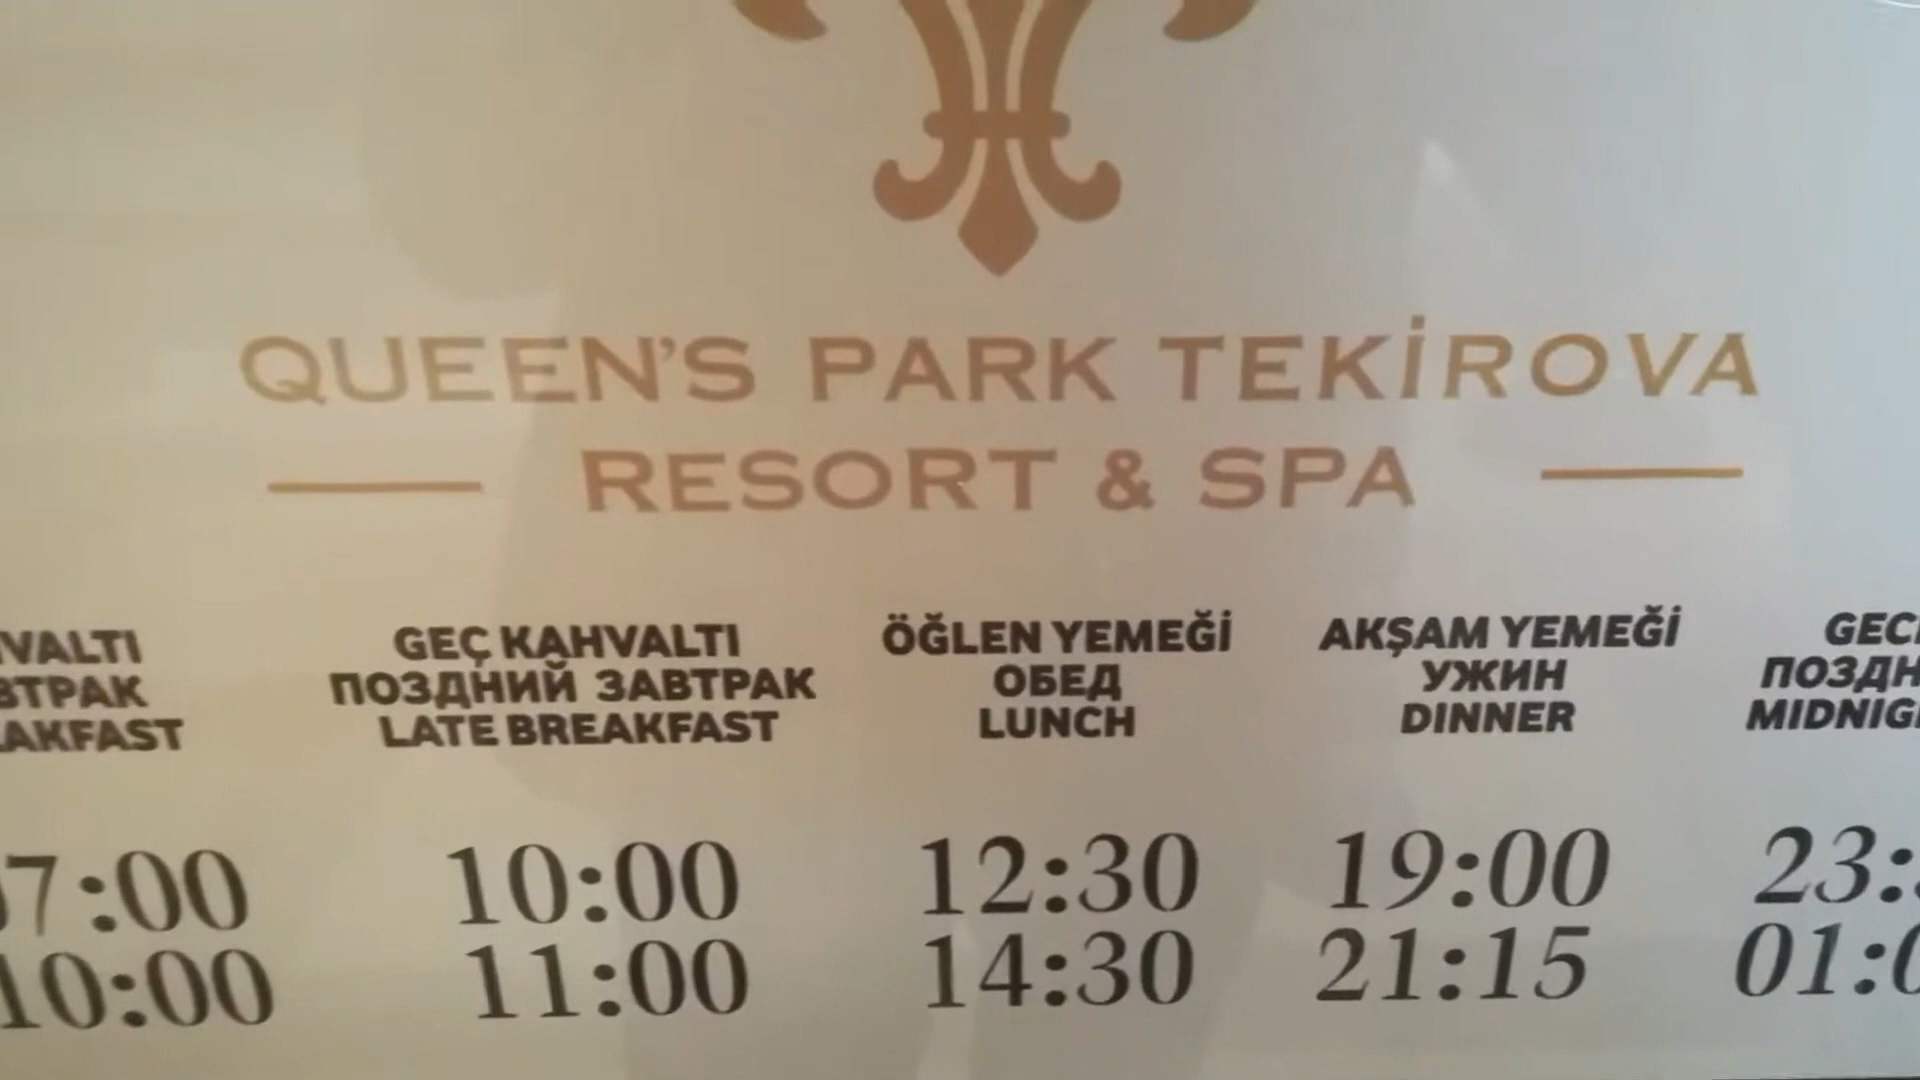 QUEEN'S PARK TEKİROVA
RESORT & SPA
GEÇ KAHVALTI
ПОЗДНИЙ ЗАВТРАК
LATE BREAKFAST
10:00
11:00
ÖĞLEN YEMEĞİ
ОБЕД
LUNCH
12:30
14:30
AKŞAM YEMEĞİ
УЖИН
DINNER
19:00
21:15